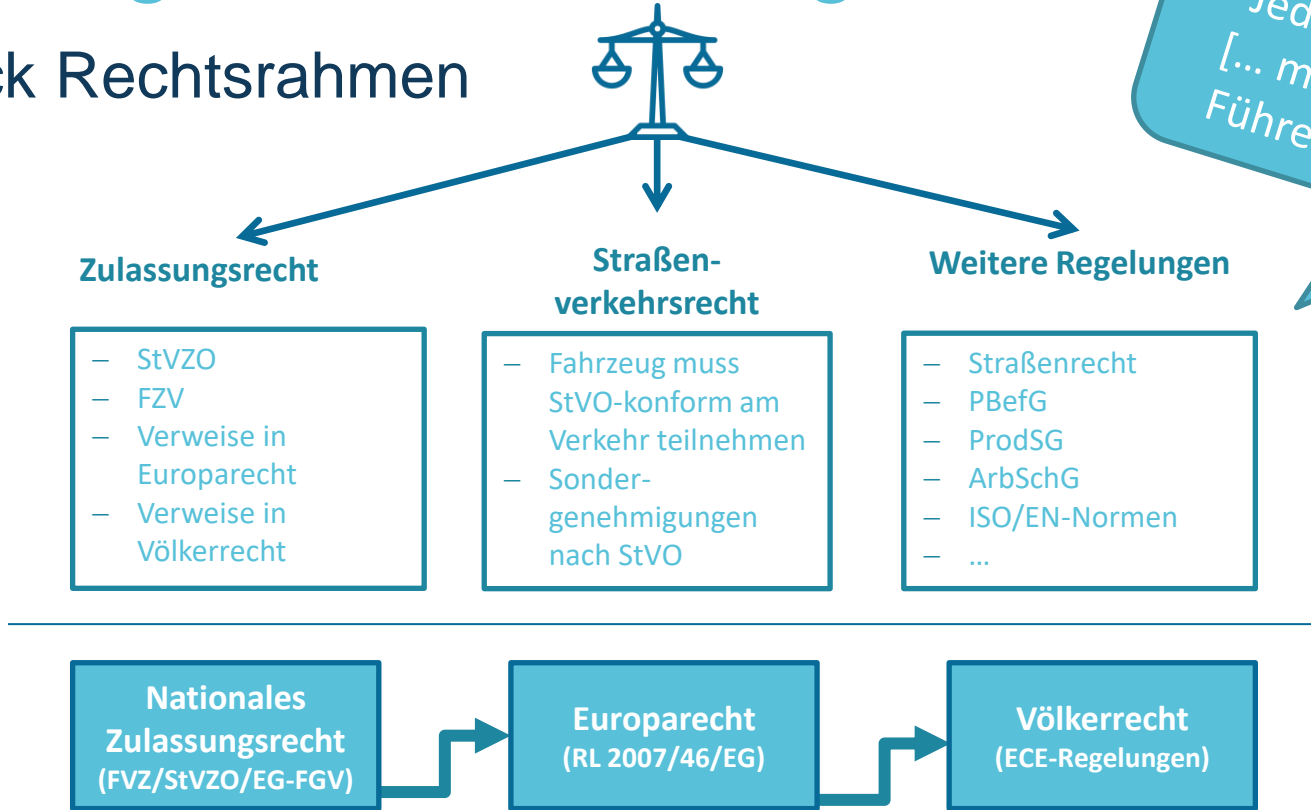 ck Rechtsrahmen
Jed
[... m
Führe
Zulassungsrecht
– StVZO
– FZV
– Verweise in
Europarecht
– Verweise in
Völkerrecht
Straßen-
verkehrsrecht
– Fahrzeug muss
StVO-konform am
Verkehr teilnehmen
– Sonder-
genehmigungen
nach StVO
Weitere Regelungen
– Straßenrecht
– PBefG
– ProdSG
– ArbSchG
– ISO/EN-Normen
– …
Nationales
Zulassungsrecht
(FVZ/StVZO/EG-FGV)
Europarecht
(RL 2007/46/EG)
Völkerrecht
(ECE-Regelungen)